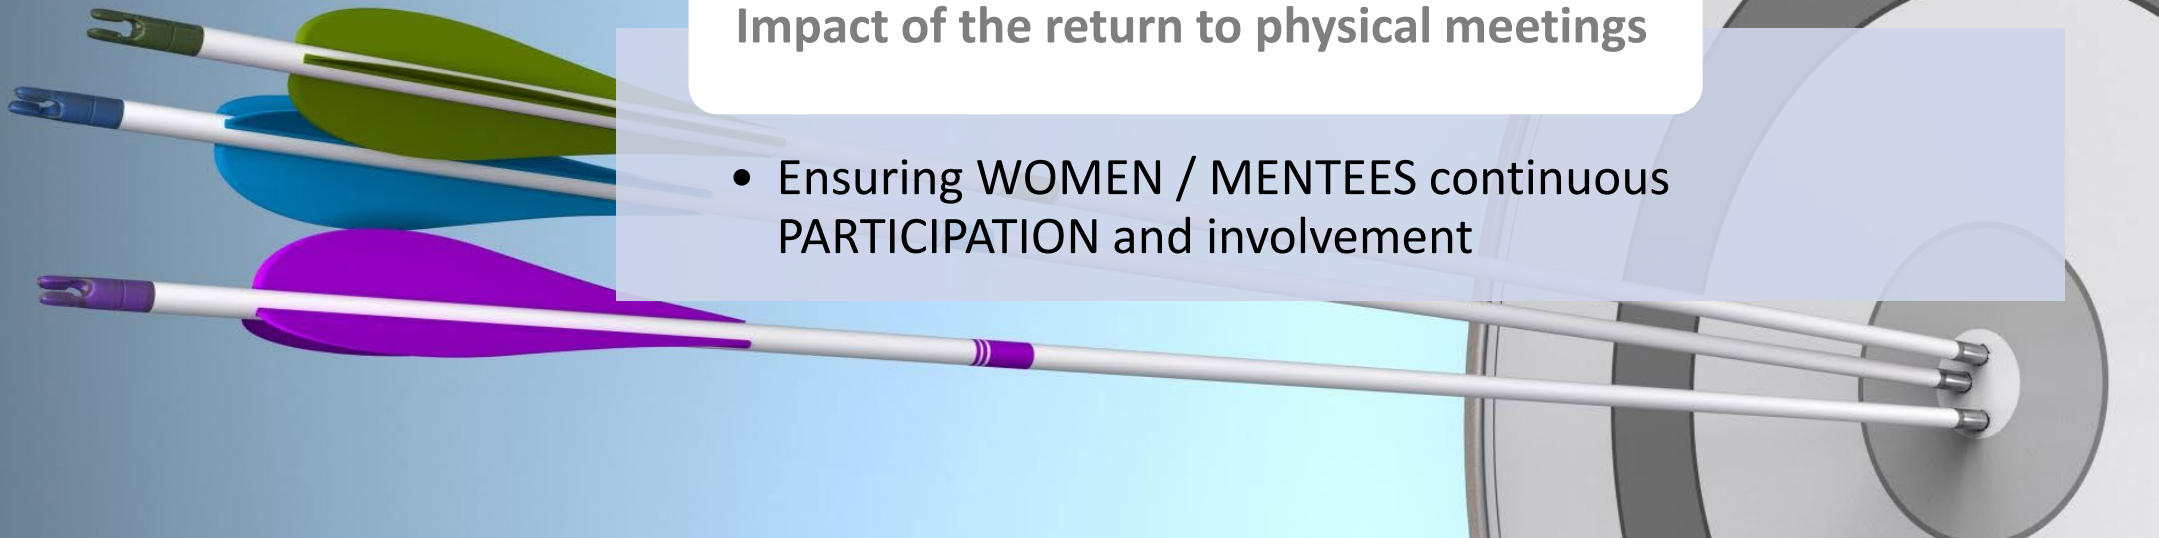 Impact of the return to physical meetings
• Ensuring WOMEN / MENTEES continuous
PARTICIPATION and involvement